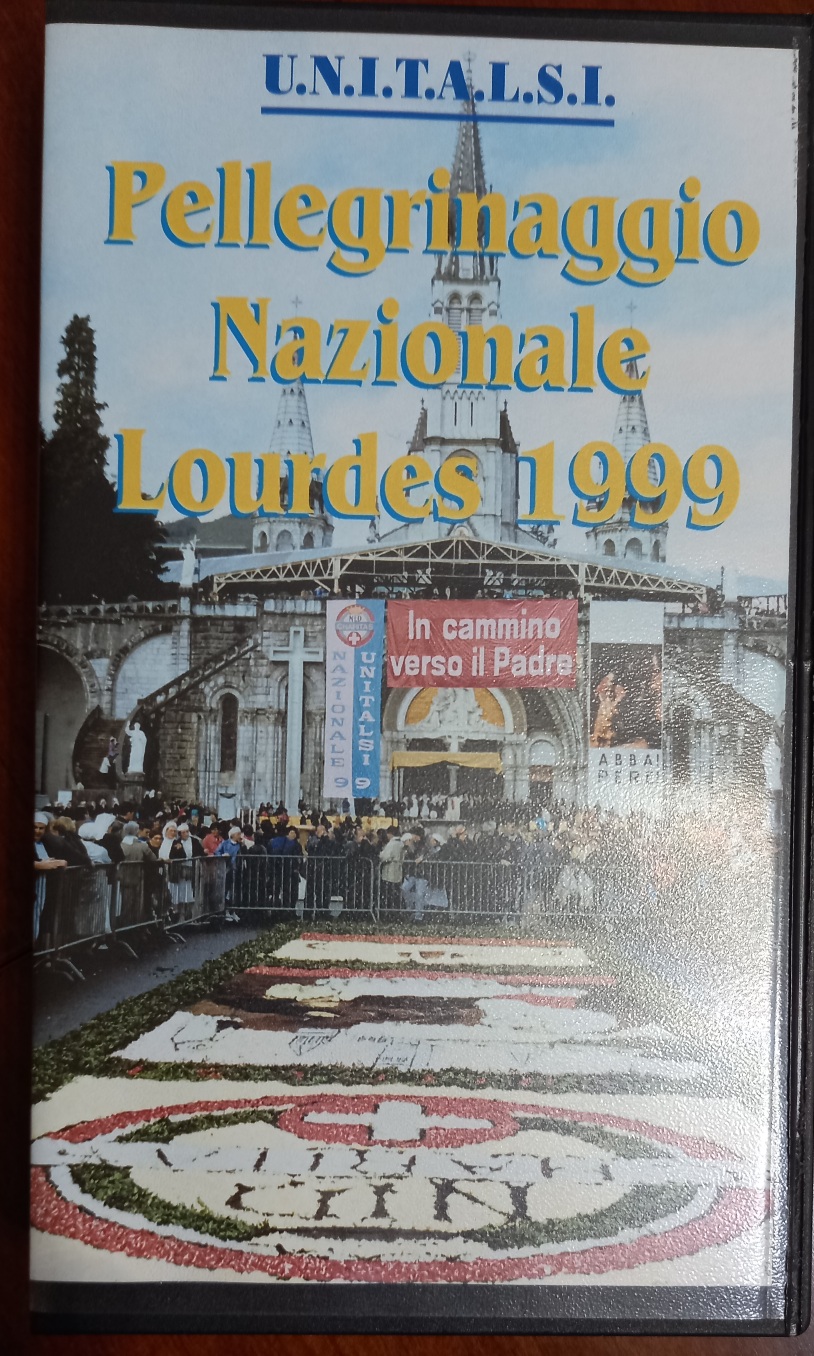 U.N.I.T.A.L.S.I.
Pellegrinaggio
Nazionale
Lourdes 1999
In cammino
verso il Padre
NAZIONALE 9
UNITALSI 9
ABBA!
PERE!